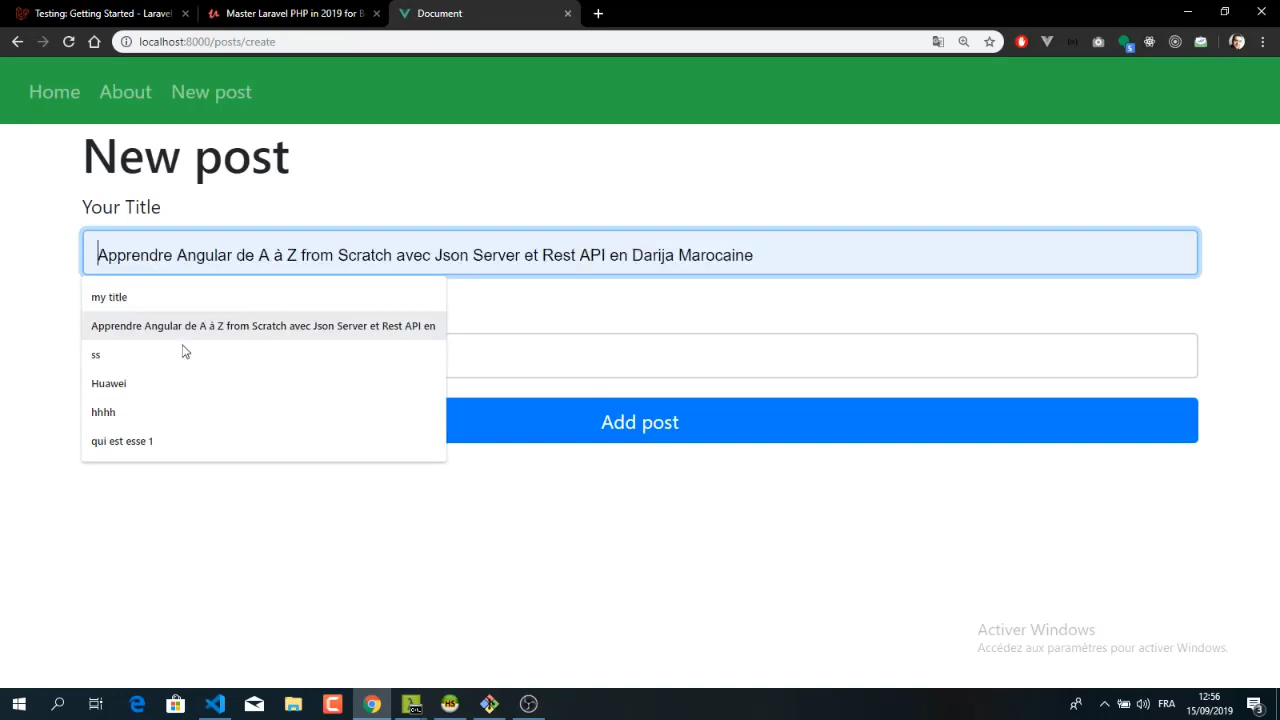 Testing: Getting Started - Laravel
Master Laravel PHP in 2019 for B
Document
localhost:8000/posts/create
Home About New post
New post
Your Title
Apprendre Angular de A à Z from Scratch avec Json Server et Rest API en Darija Marocaine
my title
Apprendre Angular de A à Z from Scratch avec Json Server et Rest API en
ss
Huawei
hhhh
qui est esse 1
Add post
Activer Windows
Accédez aux paramètres pour activer Windows.
FRA
12:56
15/09/2019